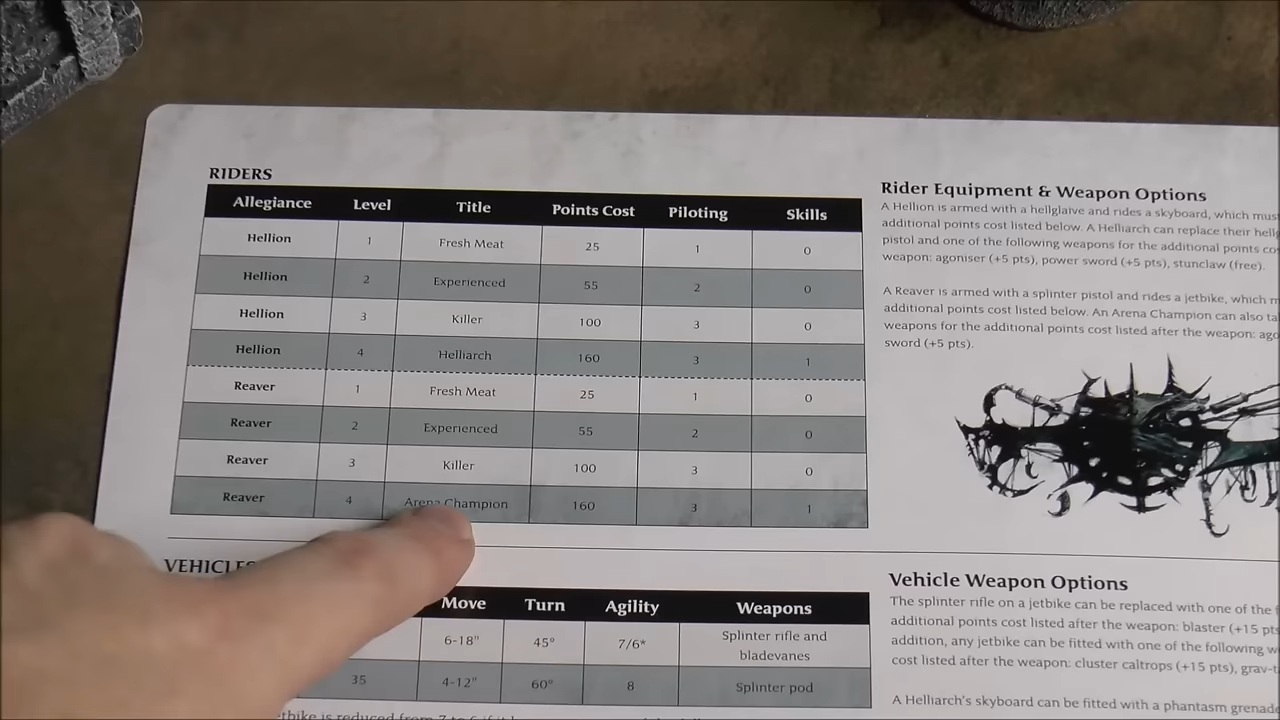 RIDERS
Allegiance Level Title Points Cost Piloting Skills
Hellion 1 Fresh Meat 25 1 0
Hellion 2 Experienced 55 2 0
Hellion 3 Killer 100 3 0
Hellion 4 Helliarch 160 3 1
Reaver 1 Fresh Meat 25 1 0
Reaver 2 Experienced 55 2 0
Reaver 3 Killer 100 3 0
Reaver 4 Arena Champion 160 3 1
Rider Equipment & Weapon Options
A Hellion is armed with a hellglaive and rides a skyboard, which mus
additional points cost listed below. A Helliarch can replace their hellg
pistol and one of the following weapons for the additional points co
weapon: agoniser (+5 pts), power sword (+5 pts), stunclaw (free).
A Reaver is armed with a splinter pistol and rides a jetbike, which m
additional points cost listed below. An Arena Champion can also ta
weapons for the additional points cost listed after the weapon: ago
sword (+5 pts).
VEHICLES
Move Turn Agility Weapons
6-18" 45° 7/6* Splinter rifle and
bladevanes
35 4-12" 60° 8 Splinter pod
Vehicle Weapon Options
The splinter rifle on a jetbike can be replaced with one of the f
additional points cost listed after the weapon: blaster (+15 pts
addition, any jetbike can be fitted with one of the following w
cost listed after the weapon: cluster caltrops (+15 pts), grav-t
A Helliarch's skyboard can be fitted with a phantasm grenade